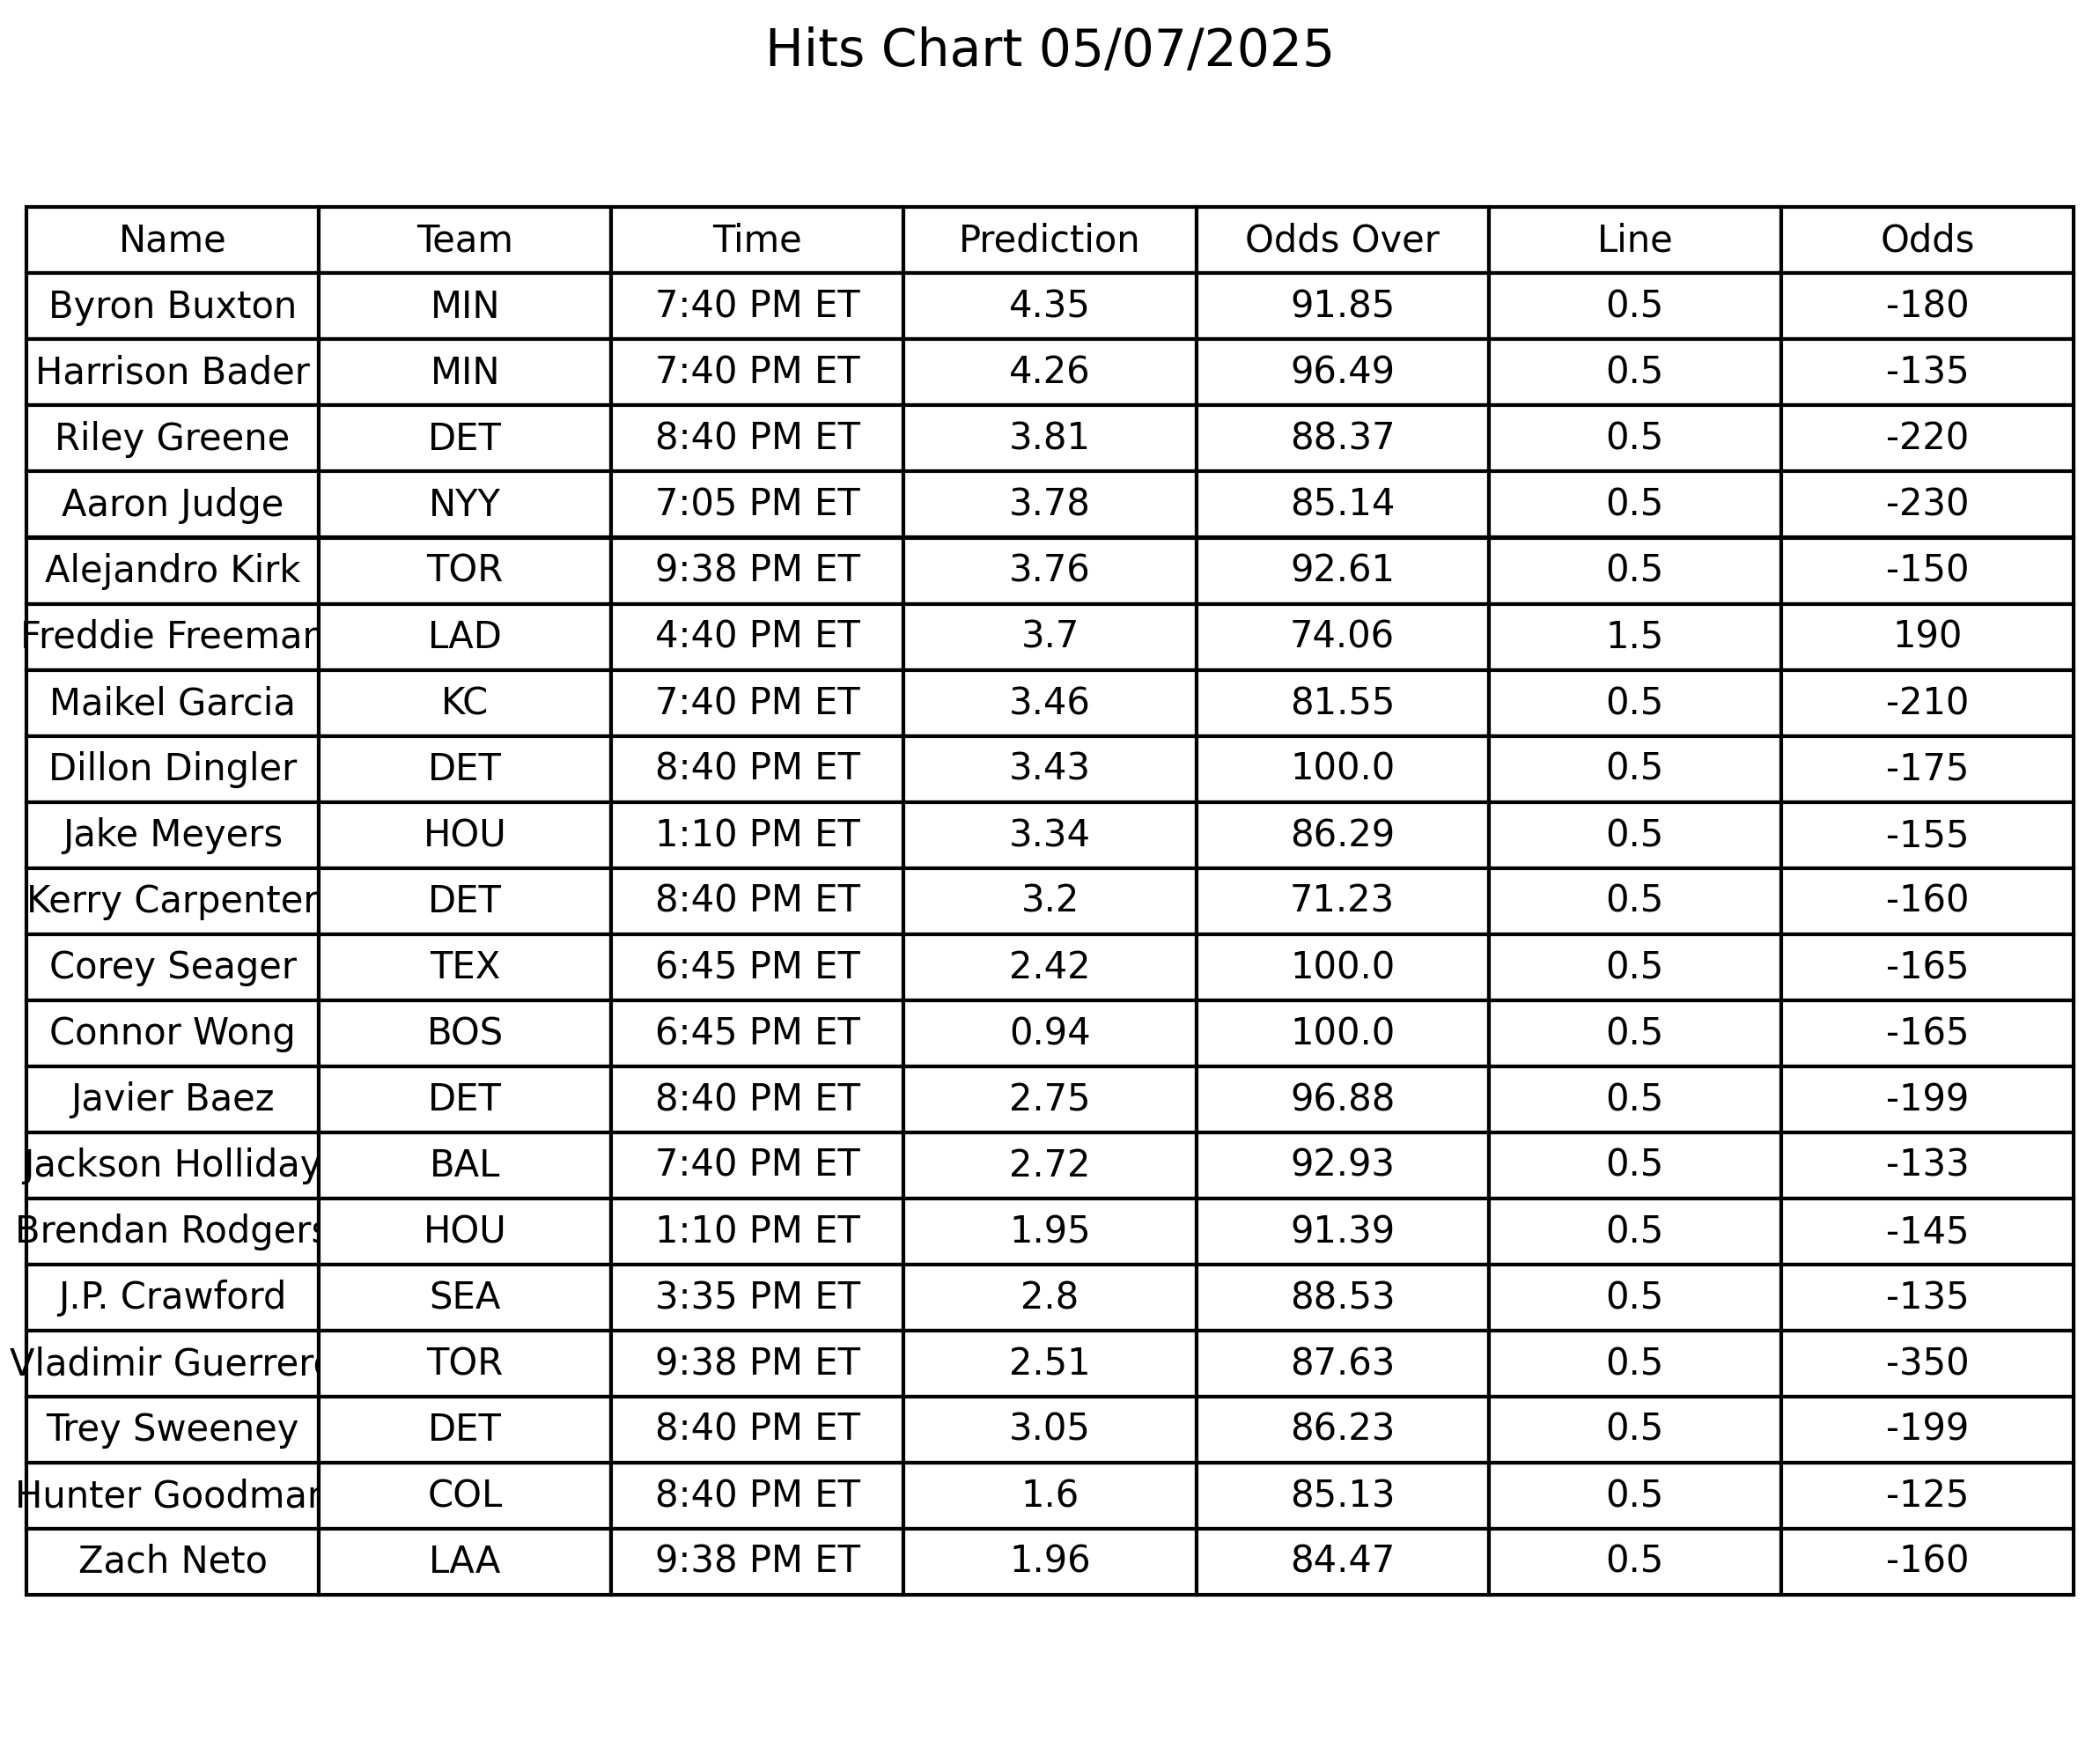 Hits Chart 05/07/2025
Name Team Time Prediction Odds Over Line Odds
Byron Buxton MIN 7:40 PM ET 4.35 91.85 0.5 -180
Harrison Bader MIN 7:40 PM ET 4.26 96.49 0.5 -135
Riley Greene DET 8:40 PM ET 3.81 88.37 0.5 -220
Aaron Judge NYY 7:05 PM ET 3.78 85.14 0.5 -230
Alejandro Kirk TOR 9:38 PM ET 3.76 92.61 0.5 -150
Freddie Freeman LAD 4:40 PM ET 3.7 74.06 1.5 190
Maikel Garcia KC 7:40 PM ET 3.46 81.55 0.5 -210
Dillon Dingler DET 8:40 PM ET 3.43 100.0 0.5 -175
Jake Meyers HOU 1:10 PM ET 3.34 86.29 0.5 -155
Kerry Carpenter DET 8:40 PM ET 3.2 71.23 0.5 -160
Corey Seager TEX 6:45 PM ET 2.42 100.0 0.5 -165
Connor Wong BOS 6:45 PM ET 0.94 100.0 0.5 -165
Javier Baez DET 8:40 PM ET 2.75 96.88 0.5 -199
Jackson Holliday BAL 7:40 PM ET 2.72 92.93 0.5 -133
Brendan Rodgers HOU 1:10 PM ET 1.95 91.39 0.5 -145
J.P. Crawford SEA 3:35 PM ET 2.8 88.53 0.5 -135
Vladimir Guerrero TOR 9:38 PM ET 2.51 87.63 0.5 -350
Trey Sweeney DET 8:40 PM ET 3.05 86.23 0.5 -199
Hunter Goodman COL 8:40 PM ET 1.6 85.13 0.5 -125
Zach Neto LAA 9:38 PM ET 1.96 84.47 0.5 -160